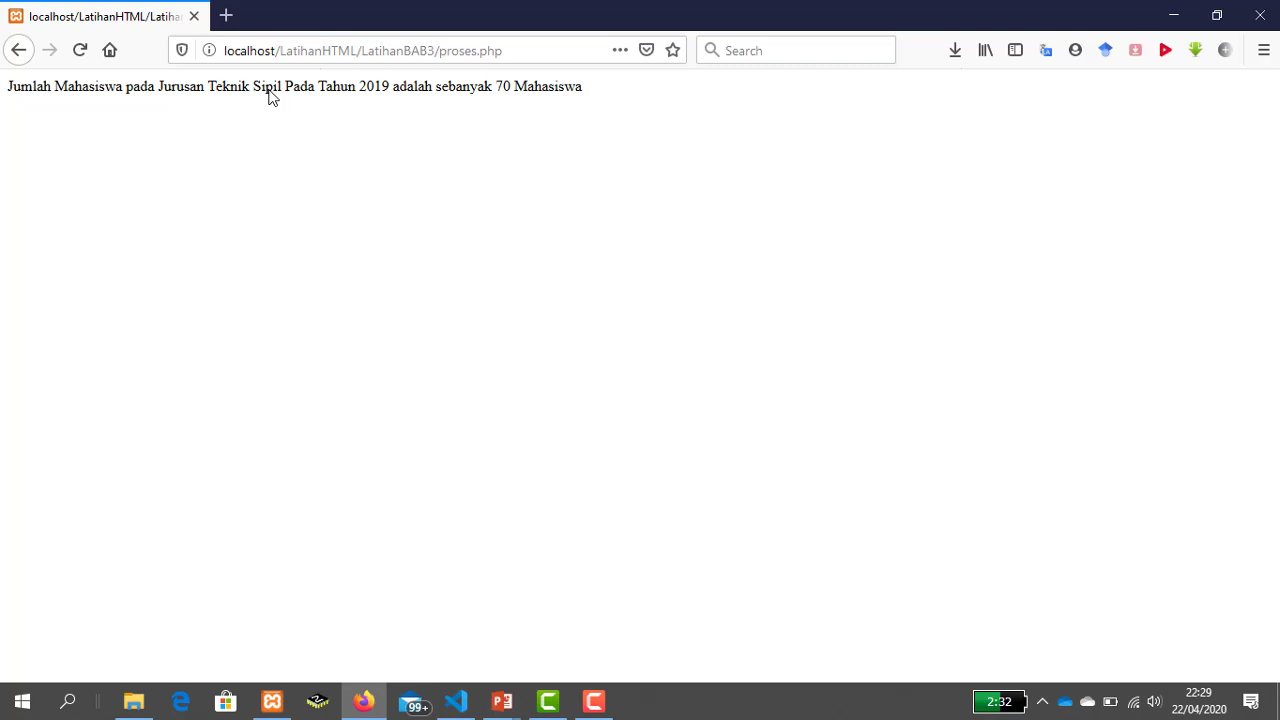 localhost/LatihanHTML/Latiha
localhost/LatihanHTML/LatihanBAB3/proses.php
Search
Jumlah Mahasiswa pada Jurusan Teknik Sipil Pada Tahun 2019 adalah sebanyak 70 Mahasiswa
99+
2:32
22:29
22/04/2020